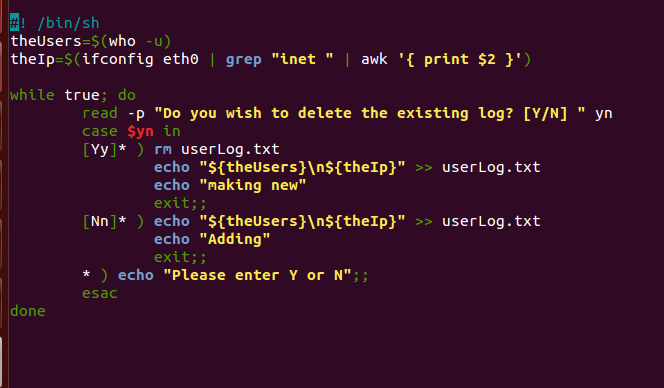 #! /bin/sh
theUsers=$(who -u)
theIp=$(ifconfig eth0 | grep "inet " | awk '{ print $2 }')

while true; do
        read -p "Do you wish to delete the existing log? [Y/N] " yn
        case $yn in
        [Yy]* ) rm userLog.txt
                echo "${theUsers}\n${theIp}" >> userLog.txt
                echo "making new"
                exit;;
        [Nn]* ) echo "${theUsers}\n${theIp}" >> userLog.txt
                echo "Adding"
                exit;;
        * ) echo "Please enter Y or N";;
        esac
done